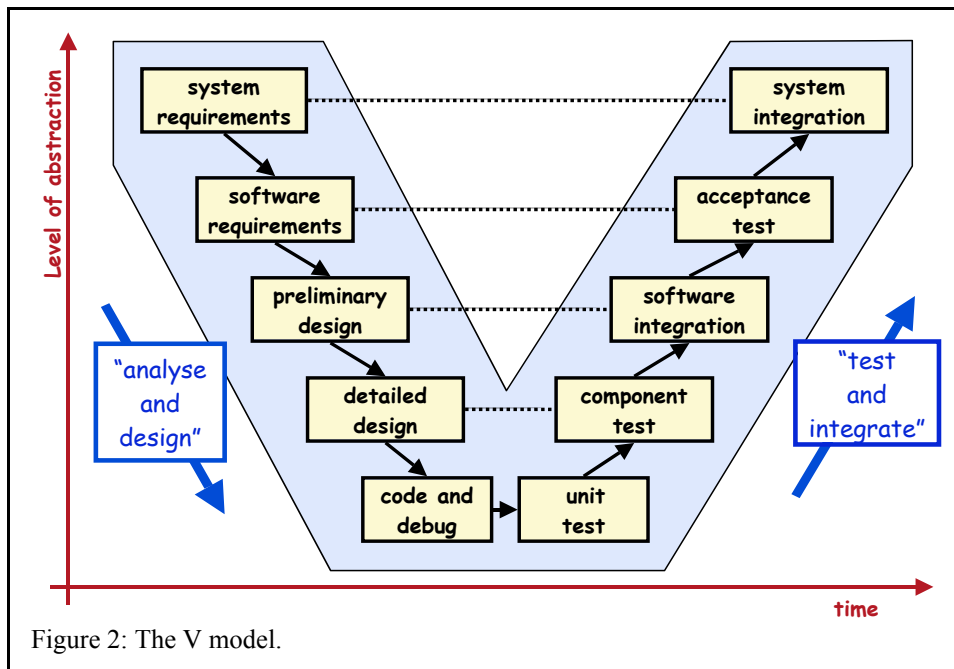 Level of abstraction
system
requirements
system
integration
software
requirements
acceptance
test
preliminary
design
software
integration
“analyse
and
design”
“test
and
integrate”
detailed
design
component
test
code and
debug
unit
test
time
Figure 2: The V model.